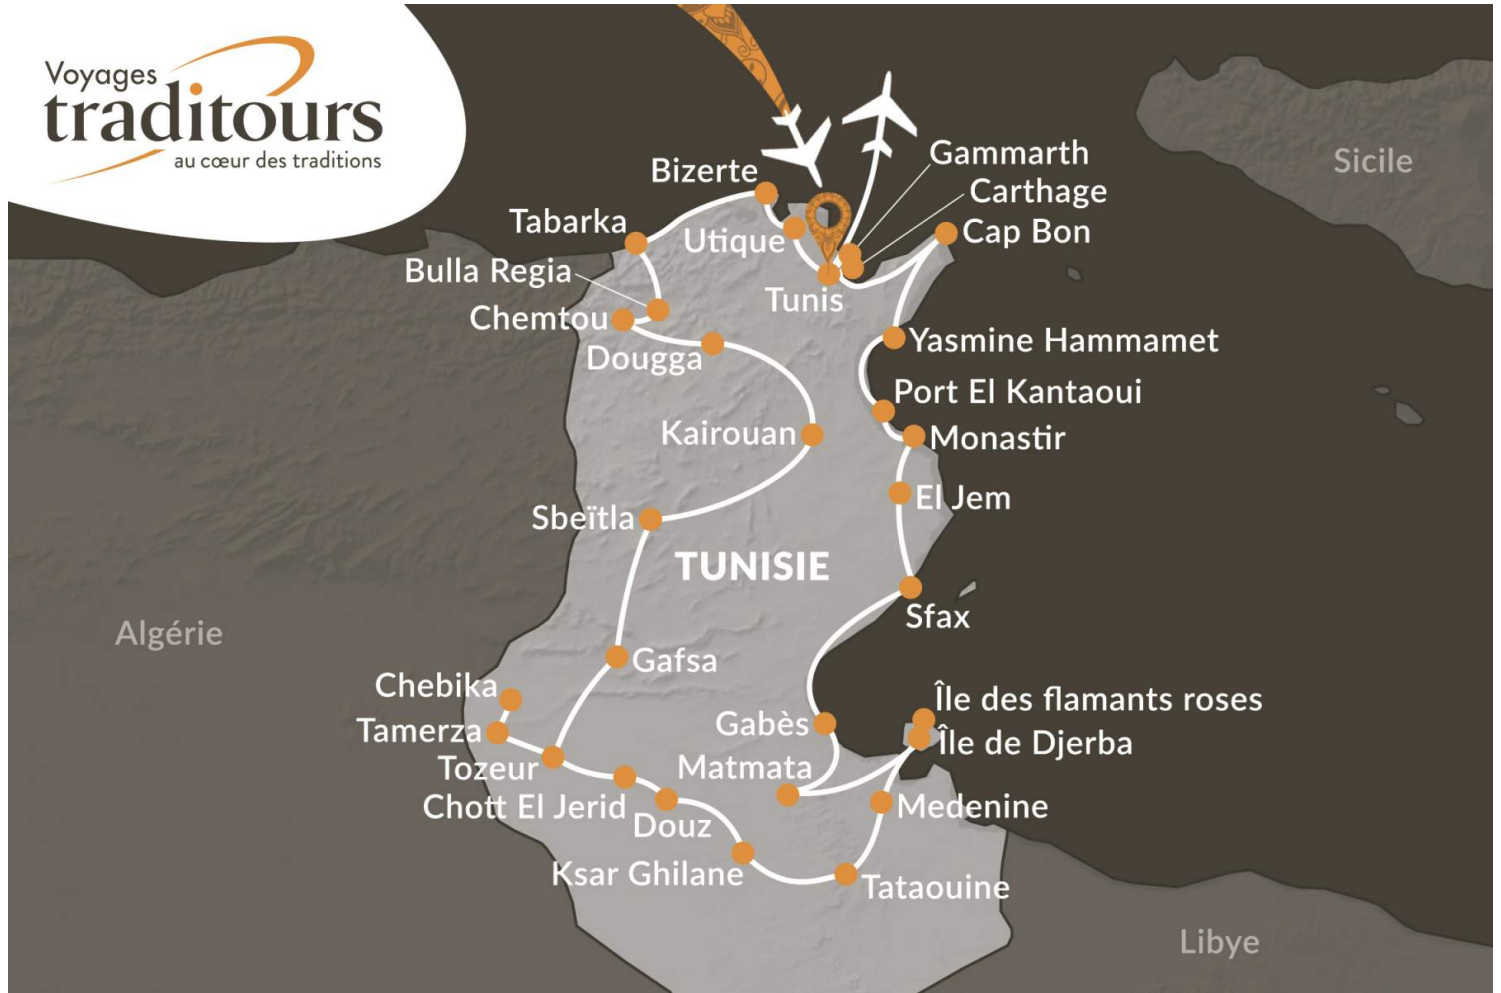 Voyages
traditours
au cœur des traditions
Gammarth
Sicile
Bizerte
Carthage
Tabarka
Utique
Cap Bon
Bulla Regia
Tunis
Chemtou
Yasmine Hammamet
Dougga
Port El Kantaoui
Kairouan
Monastir
El Jem
Sbeïtla
TUNISIE
Sfax
Algérie
Gafsa
Chebika
Île des flamants roses
Gabès
Tamerza
Île de Djerba
Tozeur
Matmata
Chott El Jerid
Medenine
Douz
Ksar Ghilane
Tataouine
Libye